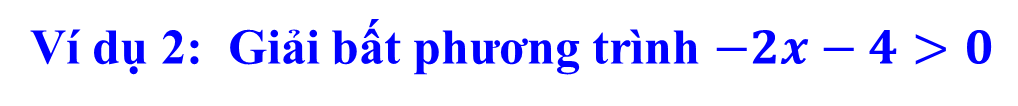 Ví dụ 2: Giải bất phương trình −2x − 4 > 0